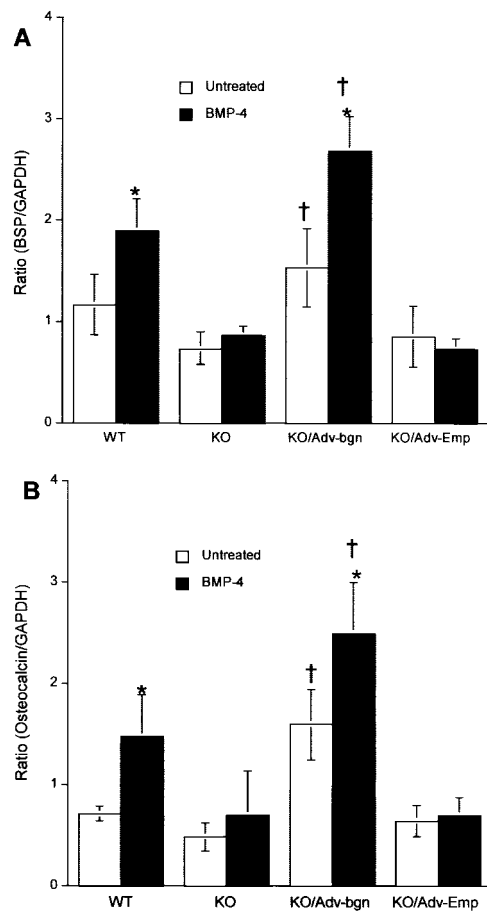 A
4
Untreated
BMP-4
†
*
*
†
3
2
1
0
Ratio (BSP/GAPDH)
WT KO KO/Adv-bgn KO/Adv-Emp
B
4
Untreated
BMP-4
†
*
*
†
3
2
1
0
Ratio (Osteocalcin/GAPDH)
WT KO KO/Adv-bgn KO/Adv-Emp